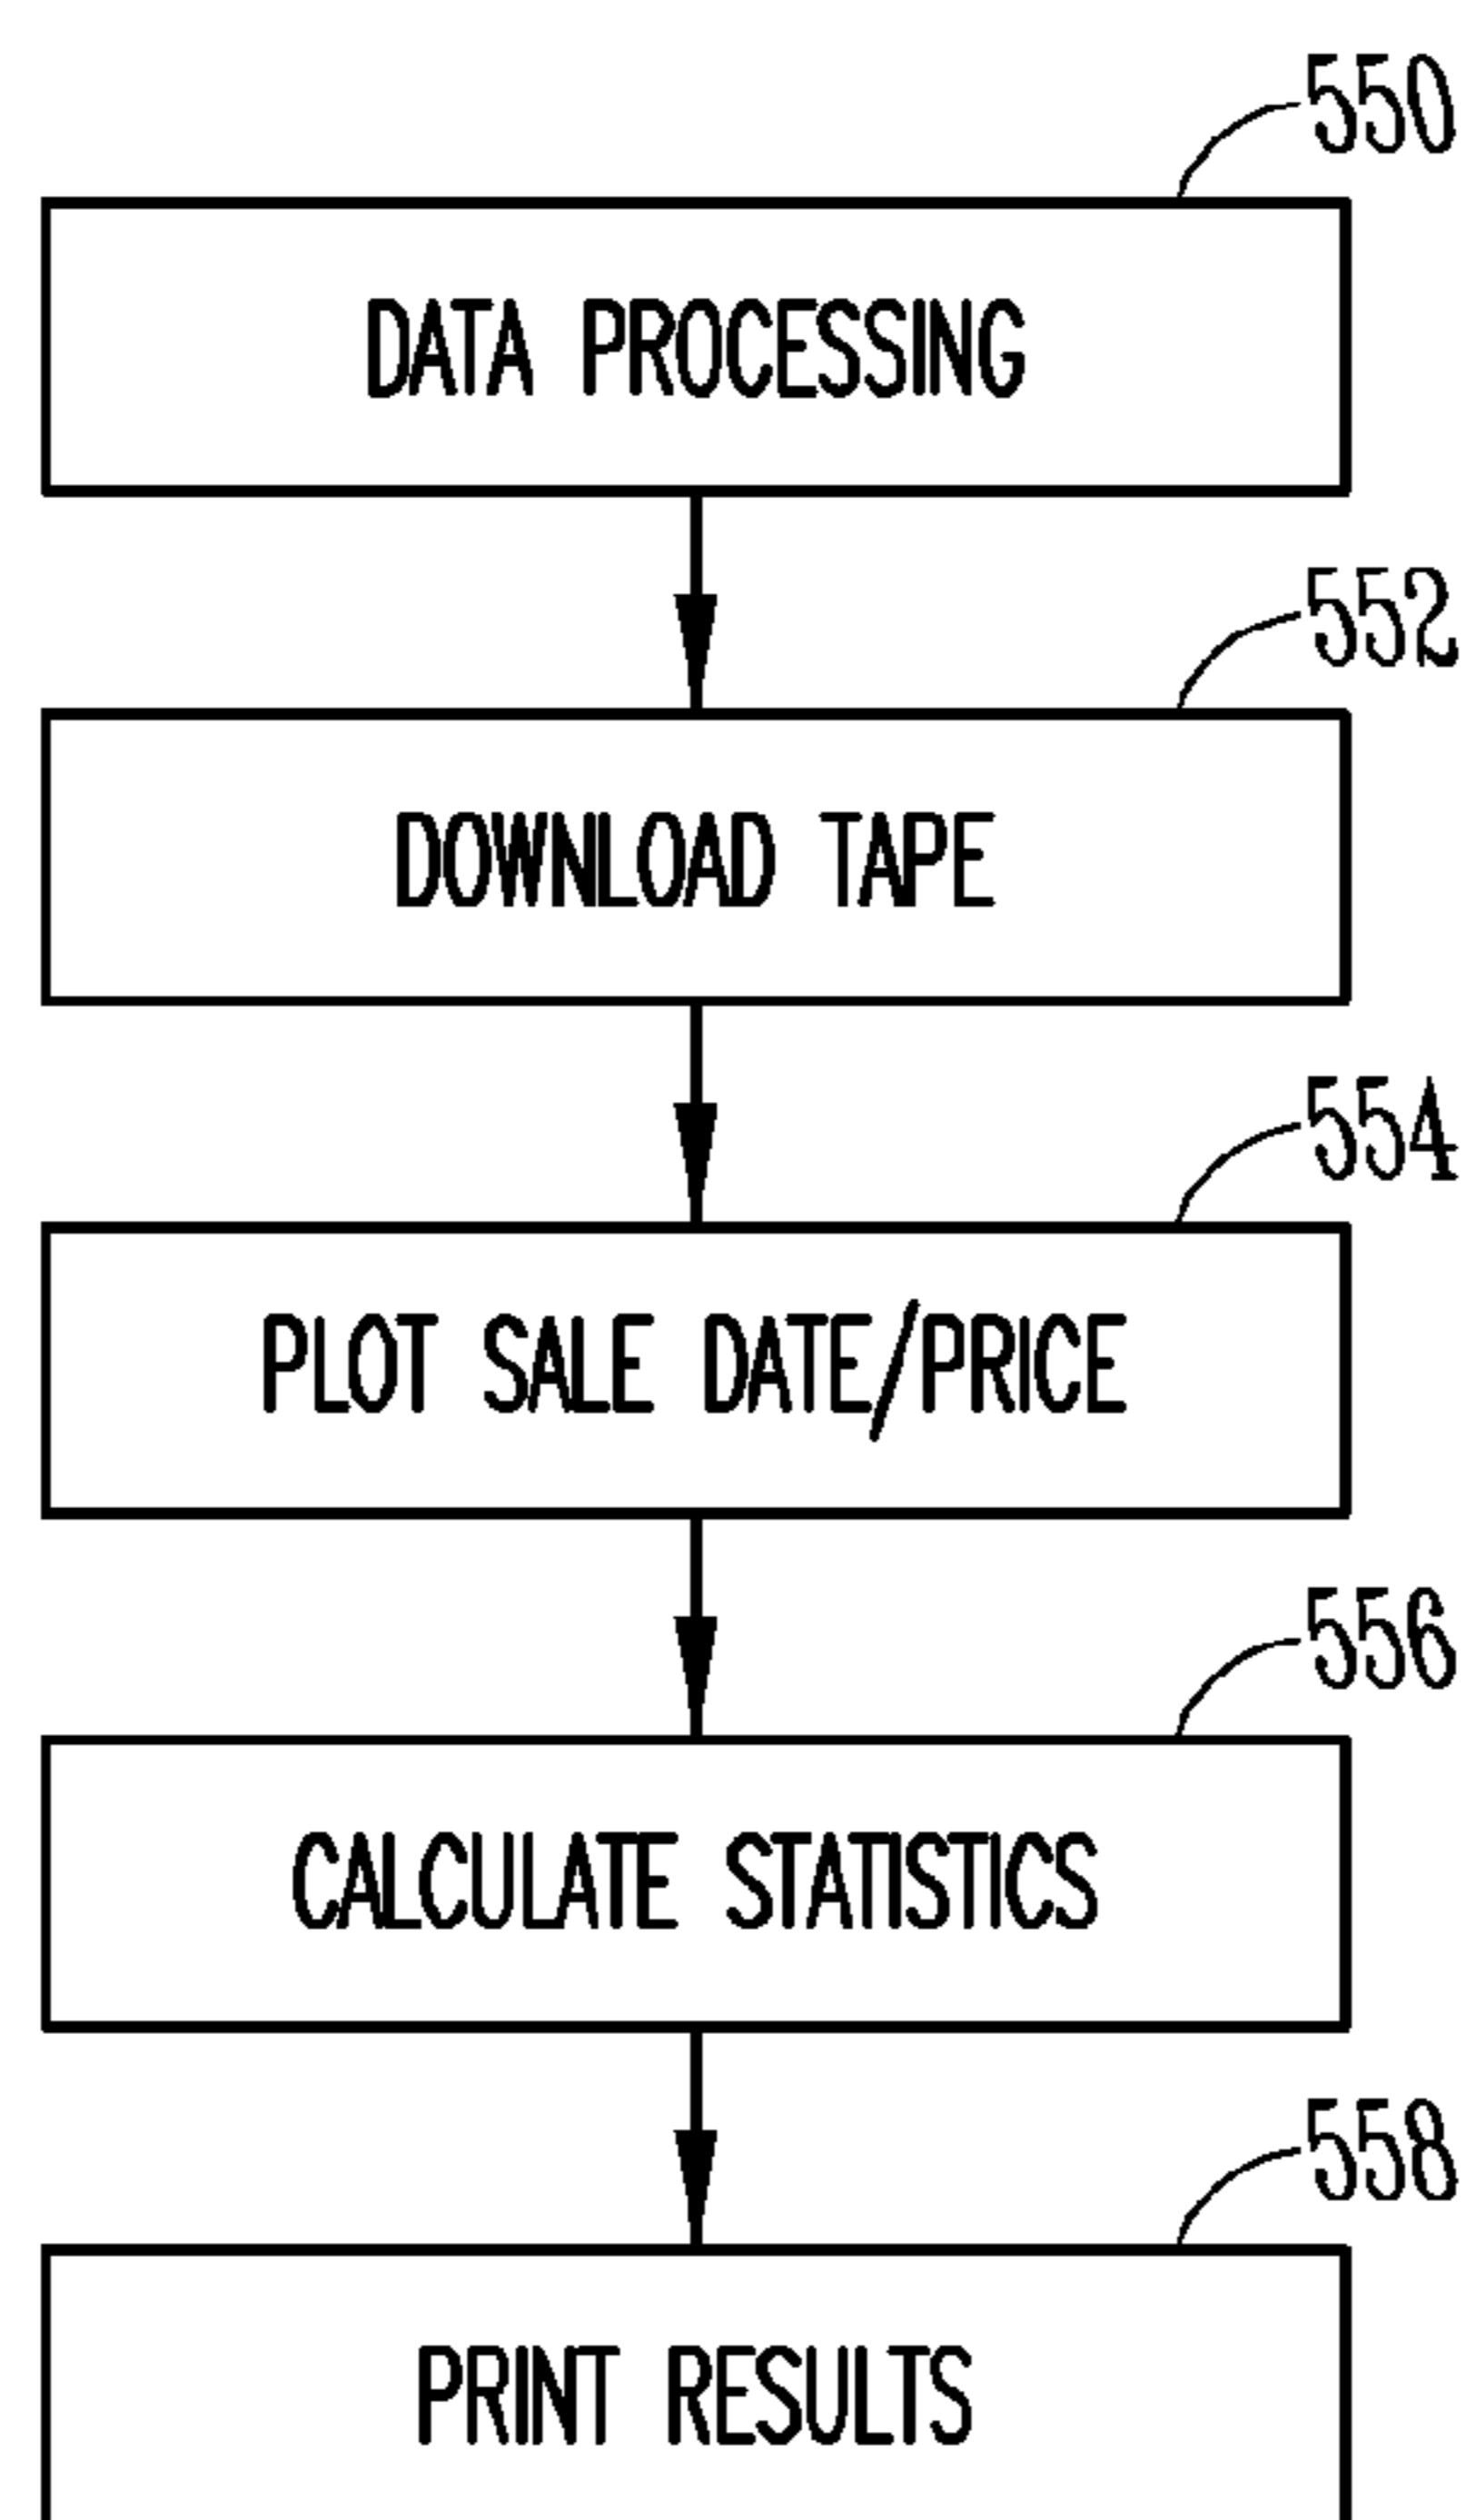 550
DATA PROCESSING
552
DOWNLOAD TAPE
554
PLOT SALE DATE/PRICE
556
CALCULATE STATISTICS
558
PRINT RESULTS